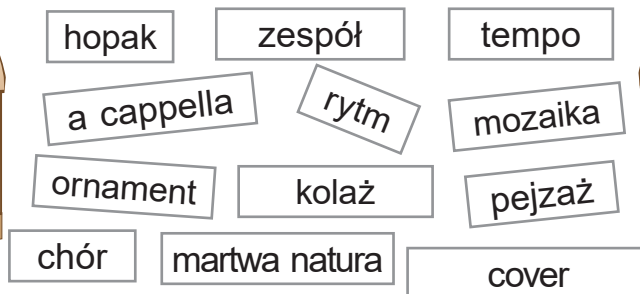 hopak
zespół
tempo
a cappella
rytm
mozaika
ornament
kolaż
pejzaż
chór
martwa natura
cover